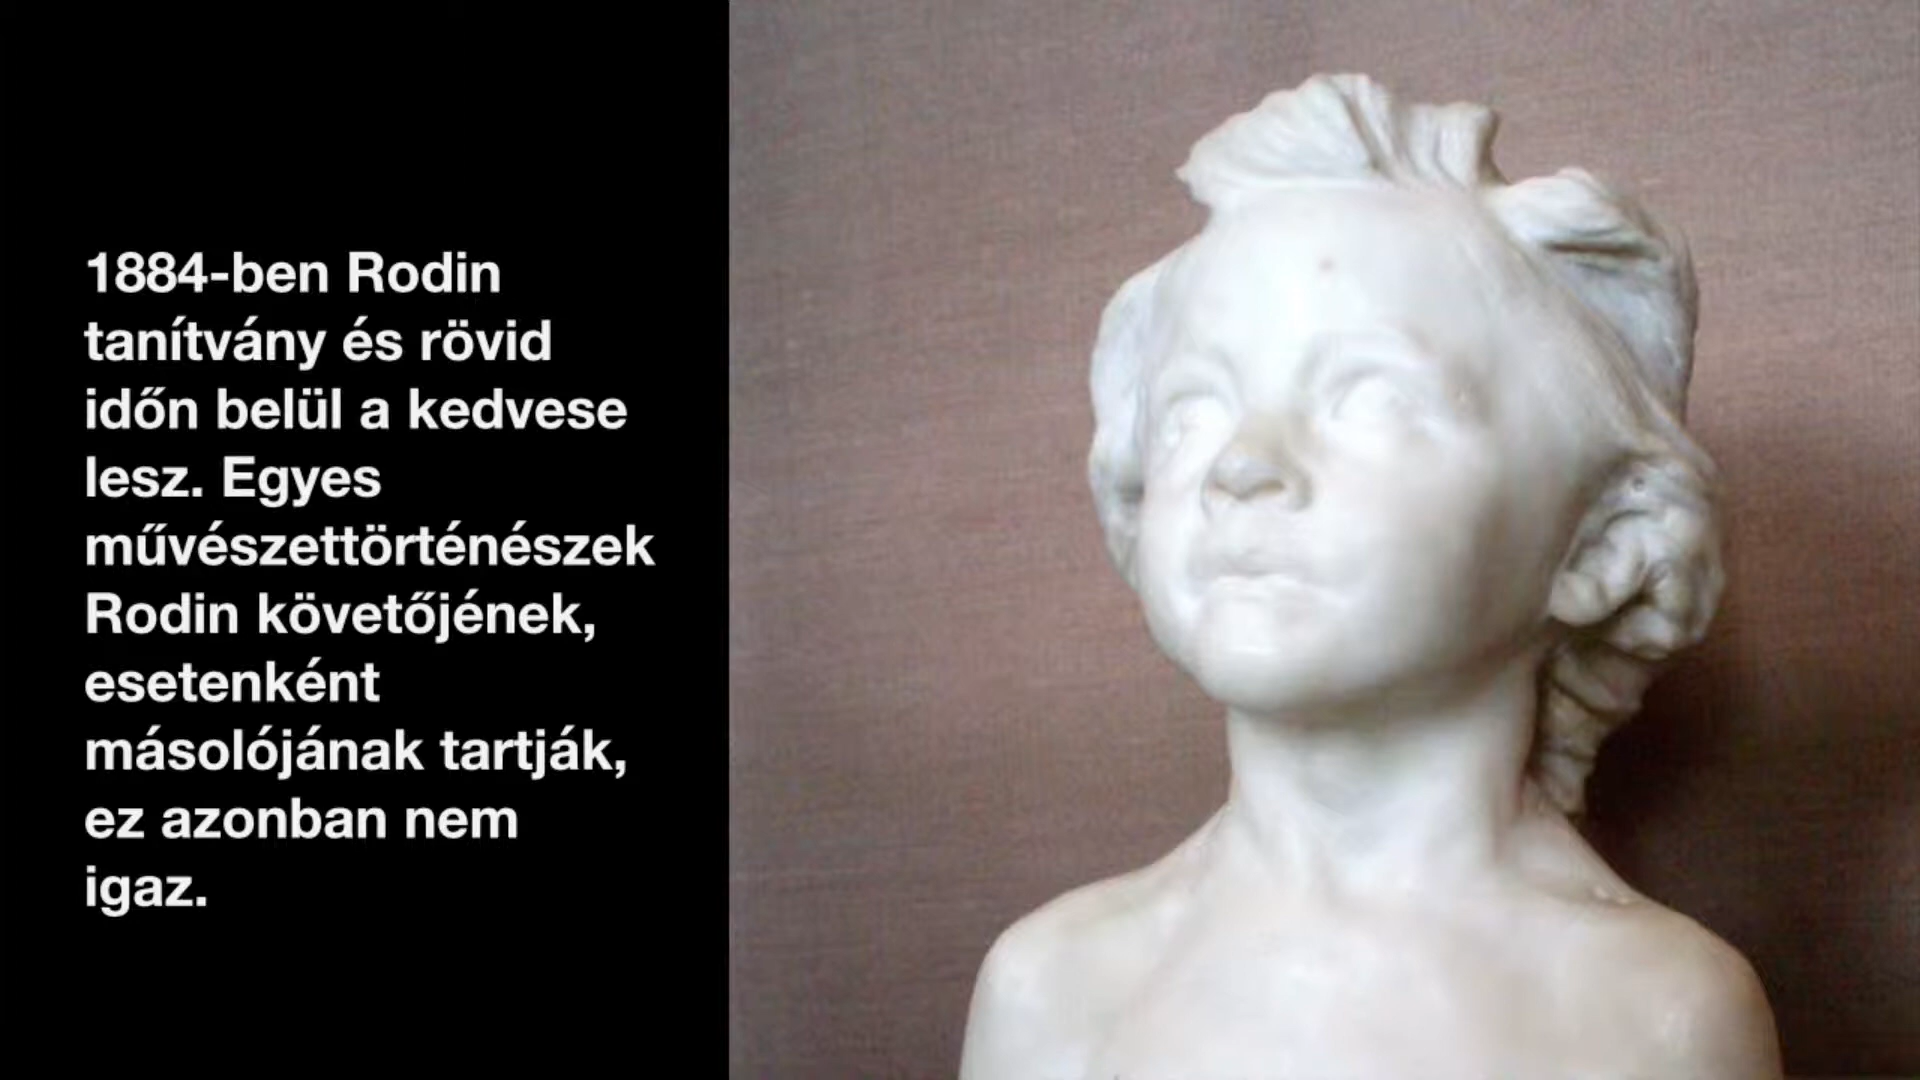 1884-ben Rodin
tanítvány és rövid
időn belül a kedvese
lesz. Egyes
művészettörténészek
Rodin követőjének,
esetenként
másolójának tartják,
ez azonban nem
igaz.